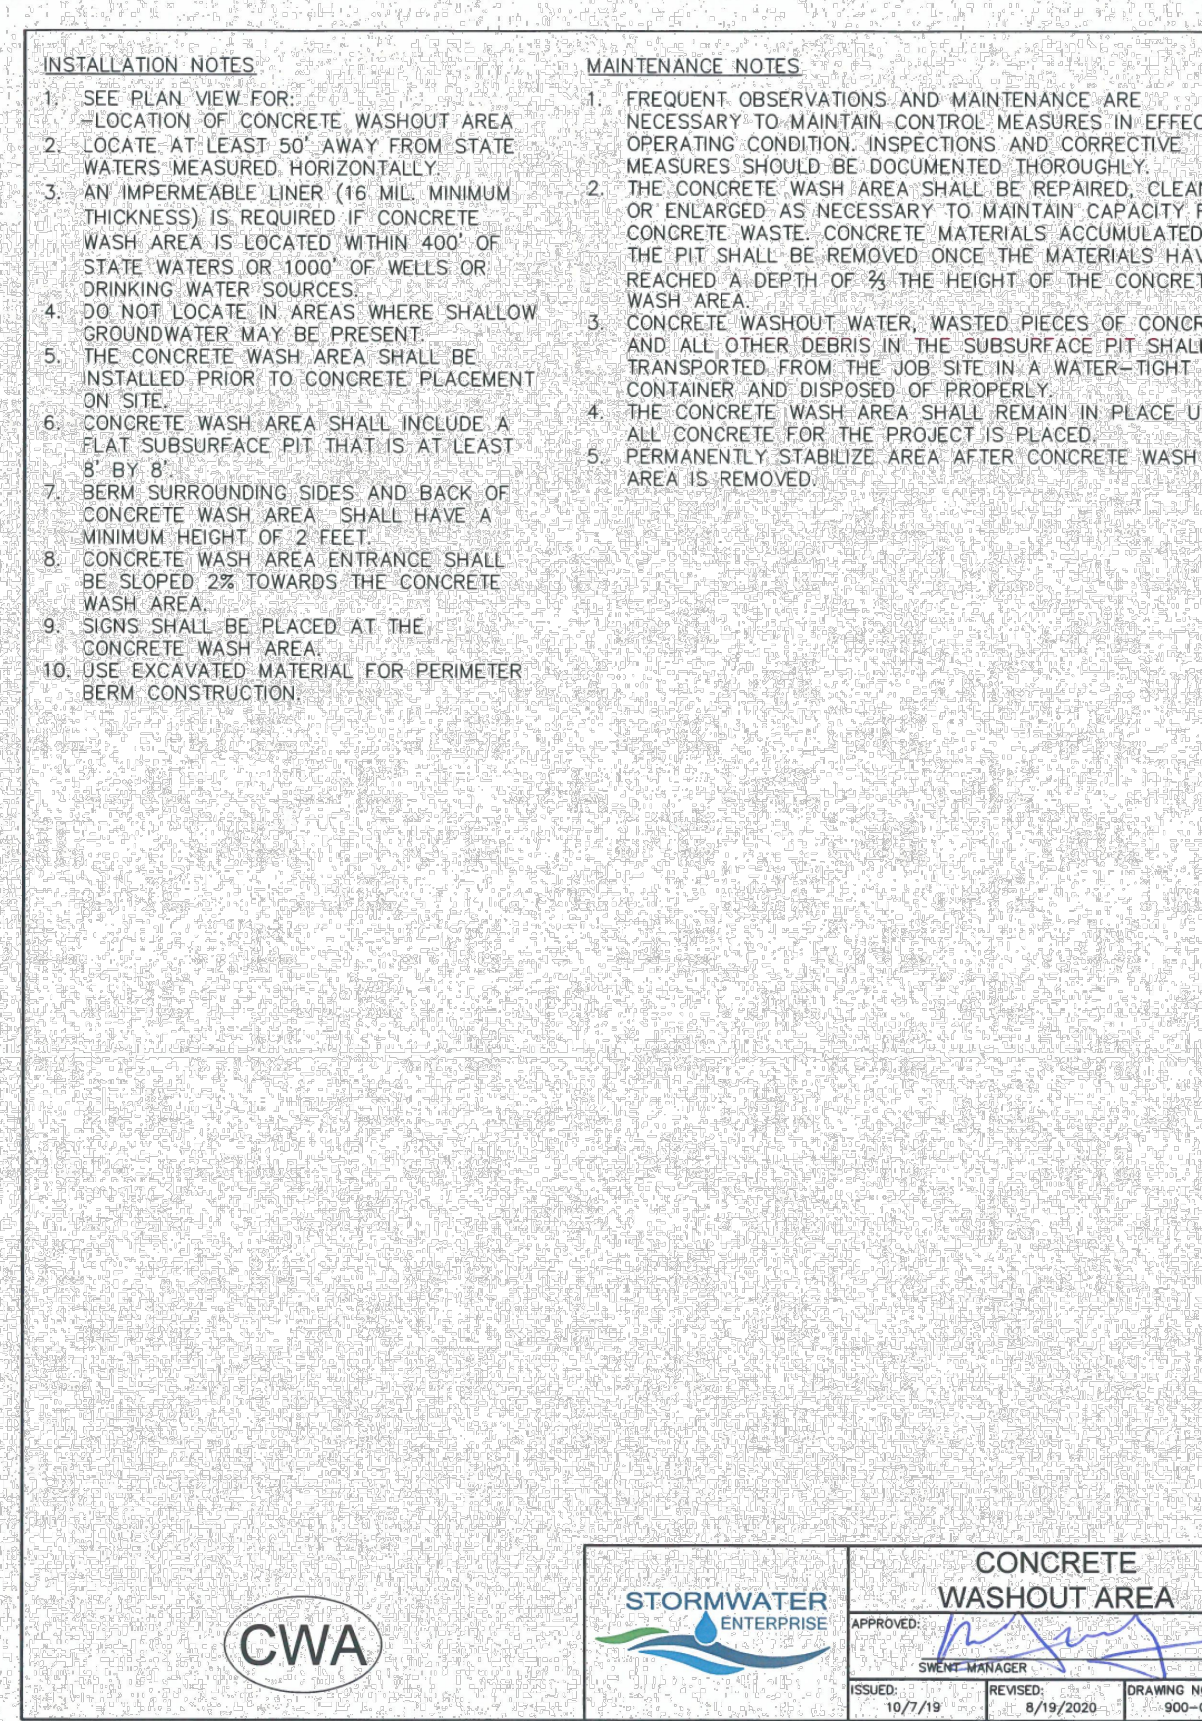 INSTALLATION NOTES
1. SEE PLAN VIEW FOR:
-LOCATION OF CONCRETE WASHOUT AREA
2. LOCATE AT LEAST 50' AWAY FROM STATE
WATERS MEASURED HORIZONTALLY.
3. AN IMPERMEABLE LINER (16 MIL. MINIMUM
THICKNESS) IS REQUIRED IF CONCRETE
WASH AREA IS LOCATED WITHIN 400' OF
STATE WATERS OR 1000' OF WELLS OR
DRINKING WATER SOURCES.
4. DO NOT LOCATE IN AREAS WHERE SHALLOW
GROUNDWATER MAY BE PRESENT.
5. THE CONCRETE WASH AREA SHALL BE
INSTALLED PRIOR TO CONCRETE PLACEMENT
ON SITE.
6. CONCRETE WASH AREA SHALL INCLUDE A
FLAT SUBSURFACE PIT THAT IS AT LEAST
8' BY 8'.
7. BERM SURROUNDING SIDES AND BACK OF
CONCRETE WASH AREA SHALL HAVE A
MINIMUM HEIGHT OF 2 FEET.
8. CONCRETE WASH AREA ENTRANCE SHALL
BE SLOPED 2% TOWARDS THE CONCRETE
WASH AREA.
9. SIGNS SHALL BE PLACED AT THE
CONCRETE WASH AREA.
10. USE EXCAVATED MATERIAL FOR PERIMETER
BERM CONSTRUCTION.
MAINTENANCE NOTES
1. FREQUENT OBSERVATIONS AND MAINTENANCE ARE
NECESSARY TO MAINTAIN CONTROL MEASURES IN EFFEC
OPERATING CONDITION. INSPECTIONS AND CORRECTIVE
MEASURES SHOULD BE DOCUMENTED THOROUGHLY.
2. THE CONCRETE WASH AREA SHALL BE REPAIRED, CLEAN
OR ENLARGED AS NECESSARY TO MAINTAIN CAPACITY F
CONCRETE WASTE. CONCRETE MATERIALS ACCUMULATED
THE PIT SHALL BE REMOVED ONCE THE MATERIALS HAV
REACHED A DEPTH OF ⅔ THE HEIGHT OF THE CONCRET
WASH AREA.
3. CONCRETE WASHOUT WATER, WASTED PIECES OF CONCR
AND ALL OTHER DEBRIS IN THE SUBSURFACE PIT SHALL
TRANSPORTED FROM THE JOB SITE IN A WATER-TIGHT
CONTAINER AND DISPOSED OF PROPERLY.
4. THE CONCRETE WASH AREA SHALL REMAIN IN PLACE U
ALL CONCRETE FOR THE PROJECT IS PLACED.
5. PERMANENTLY STABILIZE AREA AFTER CONCRETE WASH
AREA IS REMOVED.
CWA
STORMWATER
ENTERPRISE
CONCRETE
WASHOUT AREA
APPROVED:
SWENT MANAGER
ISSUED:
10/7/19
REVISED:
8/19/2020
DRAWING N
900-